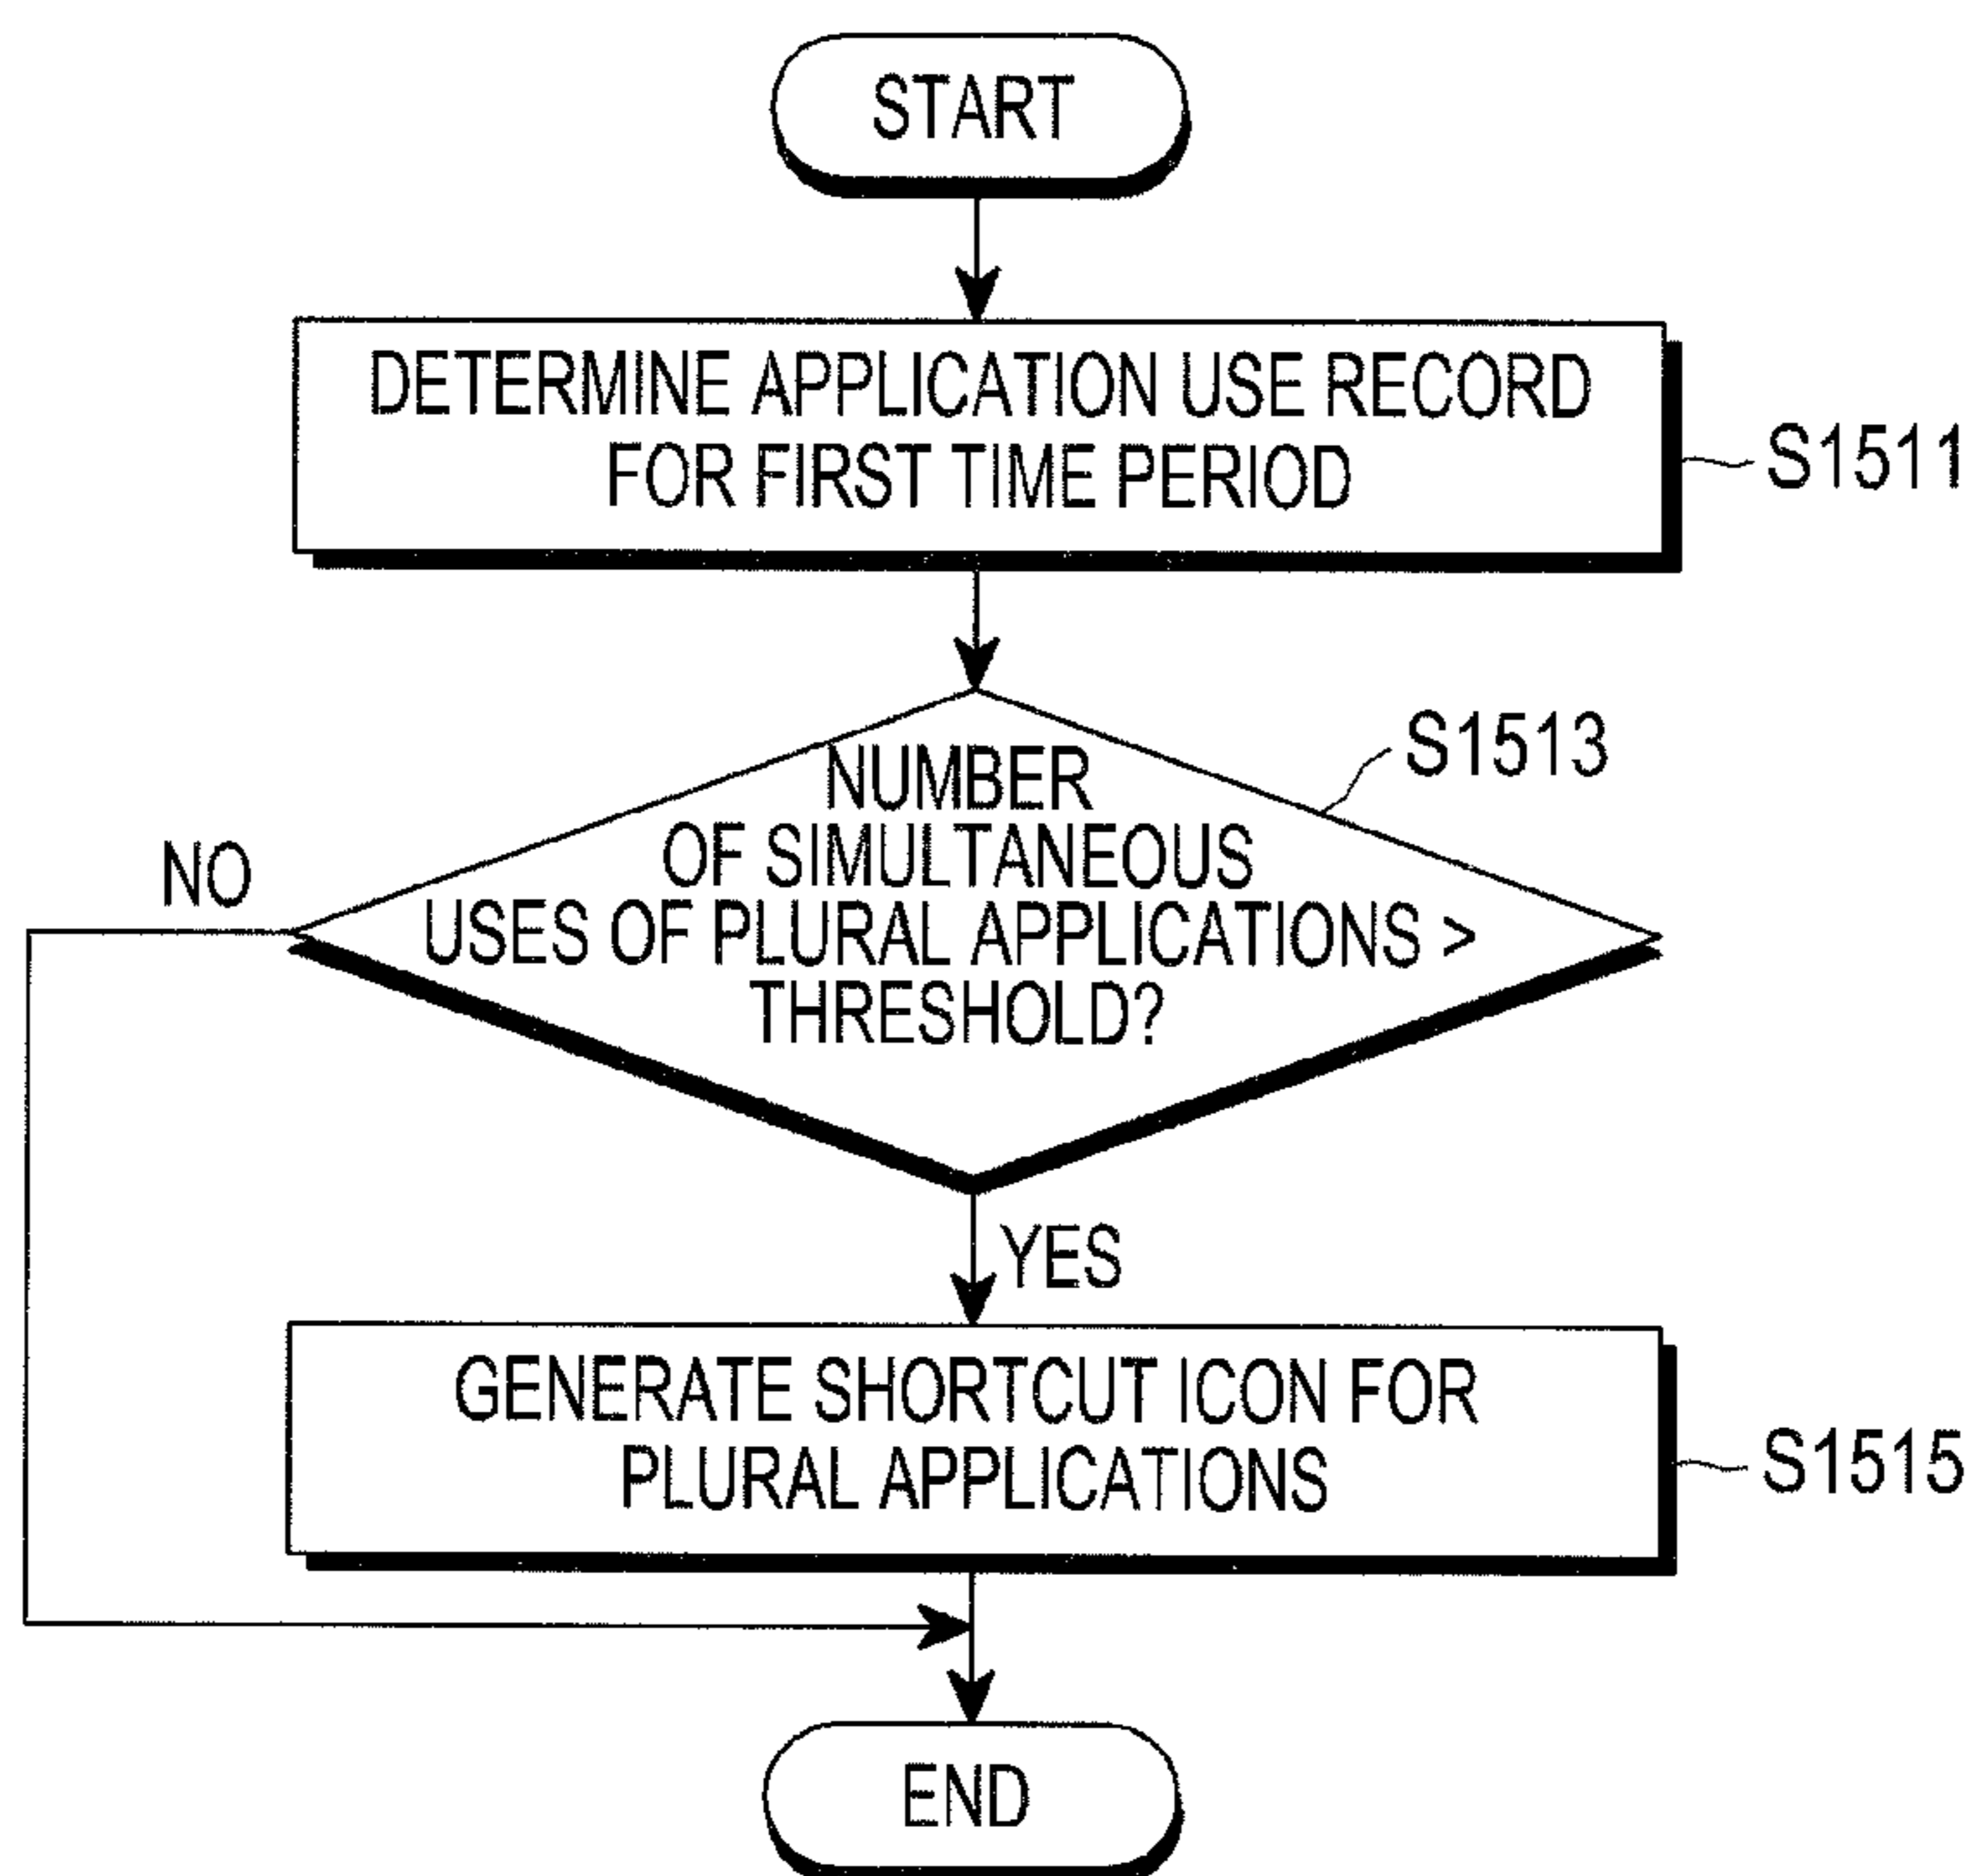 START
DETERMINE APPLICATION USE RECORD
FOR FIRST TIME PERIOD
S1511
NUMBER
OF SIMULTANEOUS
USES OF PLURAL APPLICATIONS >
THRESHOLD?
S1513
NO
YES
GENERATE SHORTCUT ICON FOR
PLURAL APPLICATIONS
S1515
END